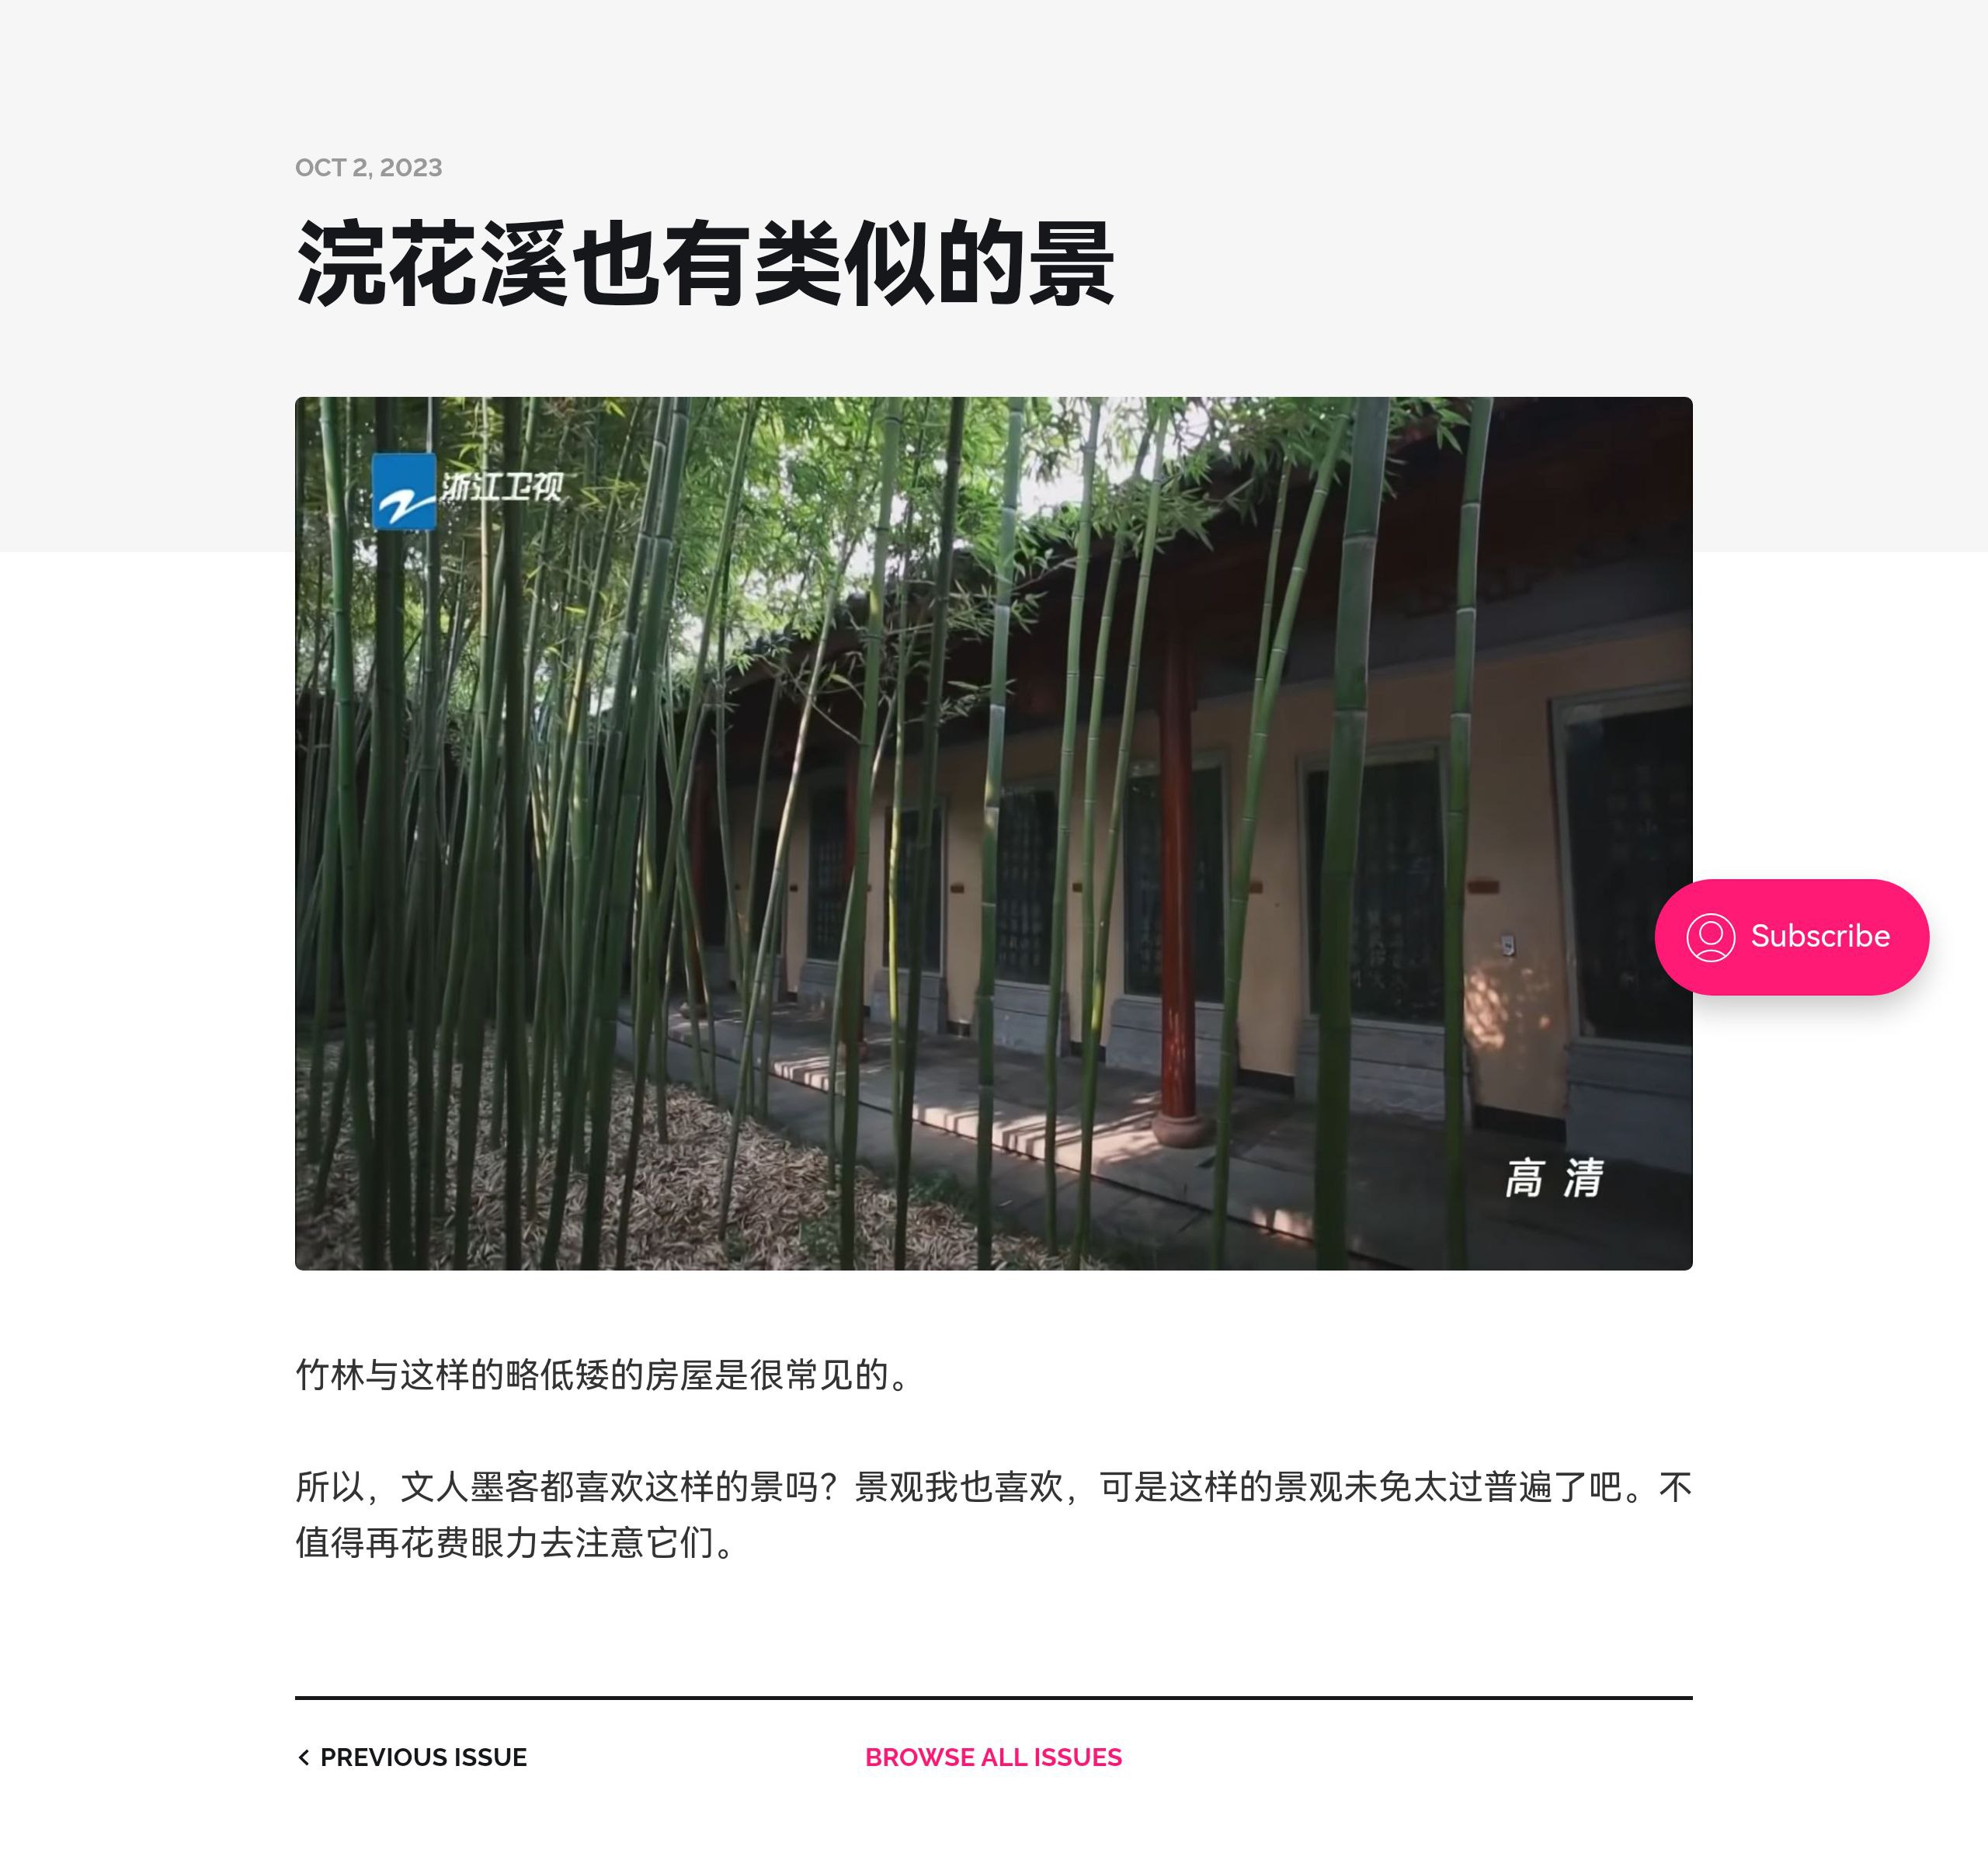 OCT 2, 2023
浣花溪也有类似的景
浙江卫视
高清
Subscribe
竹林与这样的略低矮的房屋是很常见的。
所以，文人墨客都喜欢这样的景吗？景观我也喜欢，可是这样的景观未免太过普遍了吧。不
值得再花费眼力去注意它们。
PREVIOUS ISSUE
BROWSE ALL ISSUES